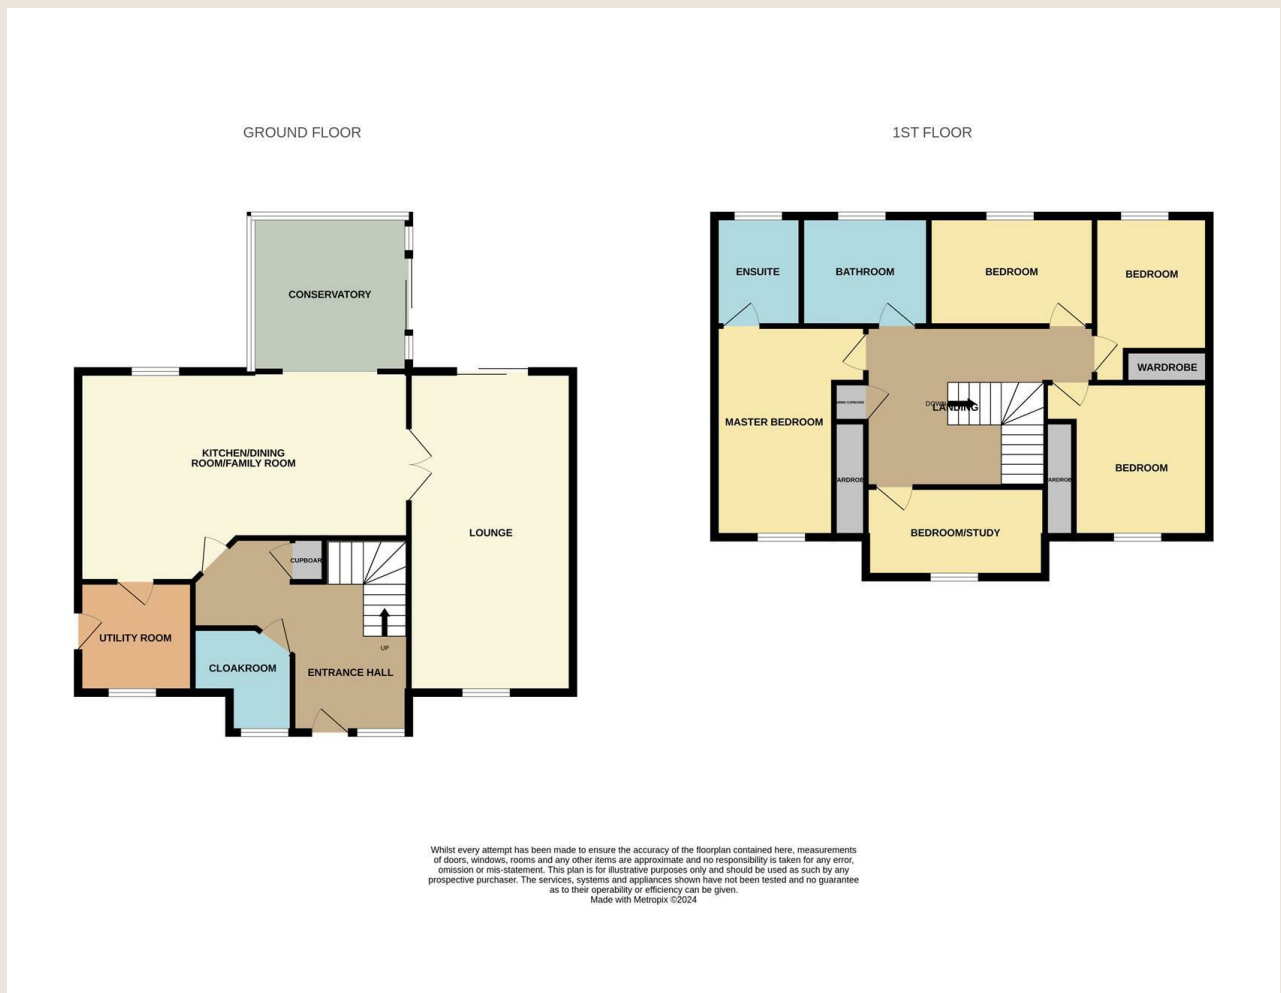 GROUND FLOOR
1ST FLOOR
CONSERVATORY
KITCHEN/DINING
ROOM/FAMILY ROOM
LOUNGE
CUPBOAR
UTILITY ROOM
CLOAKROOM
ENTRANCE HALL
UP
ENSUITE
BATHROOM
BEDROOM
BEDROOM
WARDROBE
CUPBOARD
DOWN
LANDING
MASTER BEDROOM
BEDROOM
ARDROB
ARDROB
BEDROOM/STUDY
Whilst every attempt has been made to ensure the accuracy of the floorplan contained here, measurements
of doors, windows, rooms and any other items are approximate and no responsibility is taken for any error,
omission or mis-statement. This plan is for illustrative purposes only and should be used as such by any
prospective purchaser. The services, systems and appliances shown have not been tested and no guarantee
as to their operability or efficiency can be given.
Made with Metropix ©2024